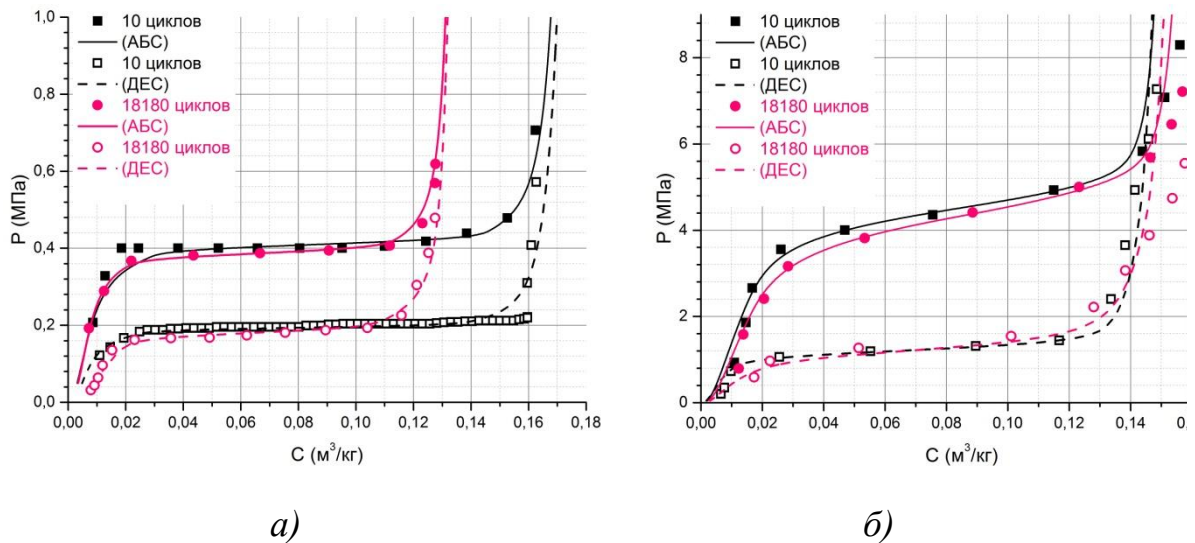 10 циклов
(АБС)
10 циклов
(ДЕС)
18180 циклов
(АБС)
18180 циклов
(ДЕС)
1,0
0,8
0,6
0,4
0,2
0,0
P (МПа)
0,00 0,02 0,04 0,06 0,08 0,10 0,12 0,14 0,16 0,18
C (м³/кг)
а)
10 циклов
(АБС)
10 циклов
(ДЕС)
18180 циклов
(АБС)
18180 циклов
(ДЕС)
8
6
4
2
0
P (МПа)
0,00 0,02 0,04 0,06 0,08 0,10 0,12 0,14
C (м³/кг)
б)